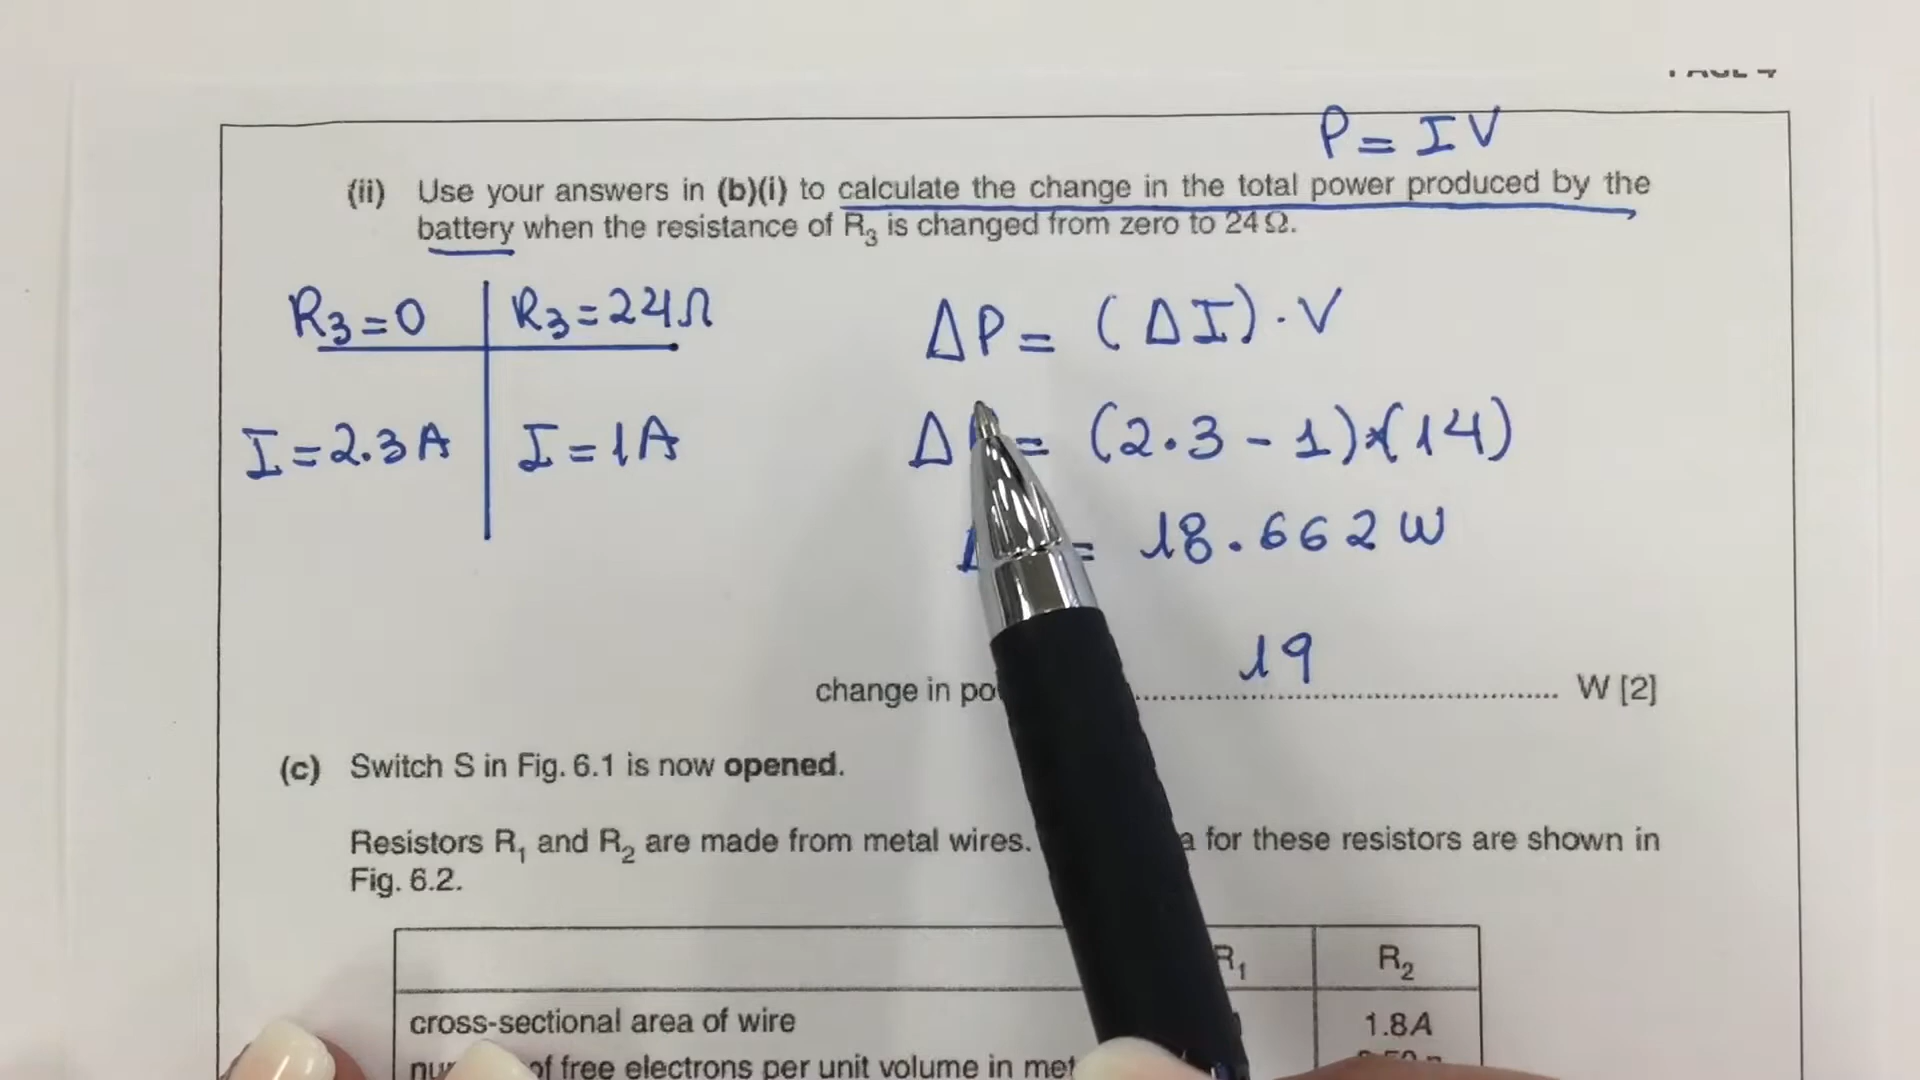 P = IV
(ii) Use your answers in (b)(i) to calculate the change in the total power produced by the
battery when the resistance of R₃ is changed from zero to 24 Ω.
R₃ = 0 R₃ = 24Ω
I = 2.3 A I = 1A
ΔP = (ΔI) · V
Δ = (2.3 - 1)×(14)
= 18.662 W
19
change in W [2]
(c) Switch S in Fig. 6.1 is now opened.
Resistors R₁ and R₂ are made from metal wires. for these resistors are shown in
Fig. 6.2.
R₁ R₂
cross-sectional area of wire 1.8A
of free electrons per unit volume in